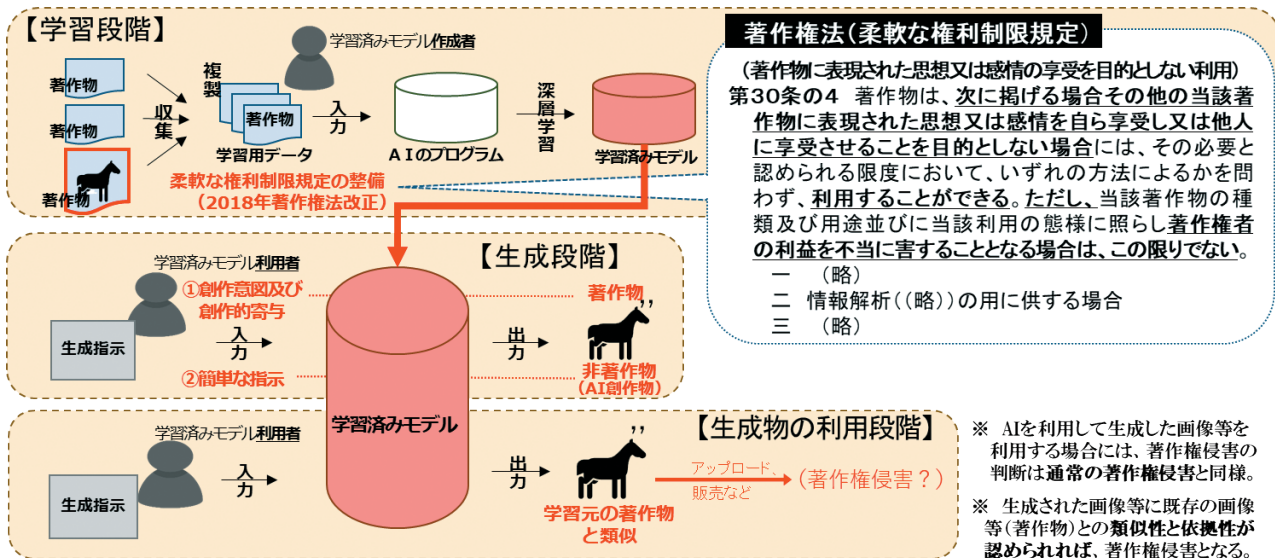 【学習段階】
学習済みモデル作成者
著作物
著作物
著作物
収集
複製
著作物
学習用データ
入力
AIのプログラム
深層学習
学習済みモデル
柔軟な権利制限規定の整備
（2018年著作権法改正）
著作権法（柔軟な権利制限規定）
（著作物に表現された思想又は感情の享受を目的としない利用）
第30条の4　著作物は、次に掲げる場合その他の当該著
作物に表現された思想又は感情を自ら享受し又は他人
に享受させることを目的としない場合には、その必要と
認められる限度において、いずれの方法によるかを問
わず、利用することができる。ただし、当該著作物の種
類及び用途並びに当該利用の態様に照らし著作権者
の利益を不当に害することとなる場合は、この限りでない。
一　（略）
二　情報解析（（略））の用に供する場合
三　（略）
【生成段階】
学習済みモデル利用者
①創作意図及び
創作的寄与
生成指示
入力
②簡単な指示
学習済みモデル
出力
著作物
非著作物
（AI創作物）
【生成物の利用段階】
学習済みモデル利用者
生成指示
入力
出力
学習元の著作物
と類似
アップロード、
販売など
（著作権侵害？）
※　AIを利用して生成した画像等を
利用する場合には、著作権侵害の
判断は通常の著作権侵害と同様。
※　生成された画像等に既存の画像
等（著作物）との類似性と依拠性が
認められれば、著作権侵害となる。